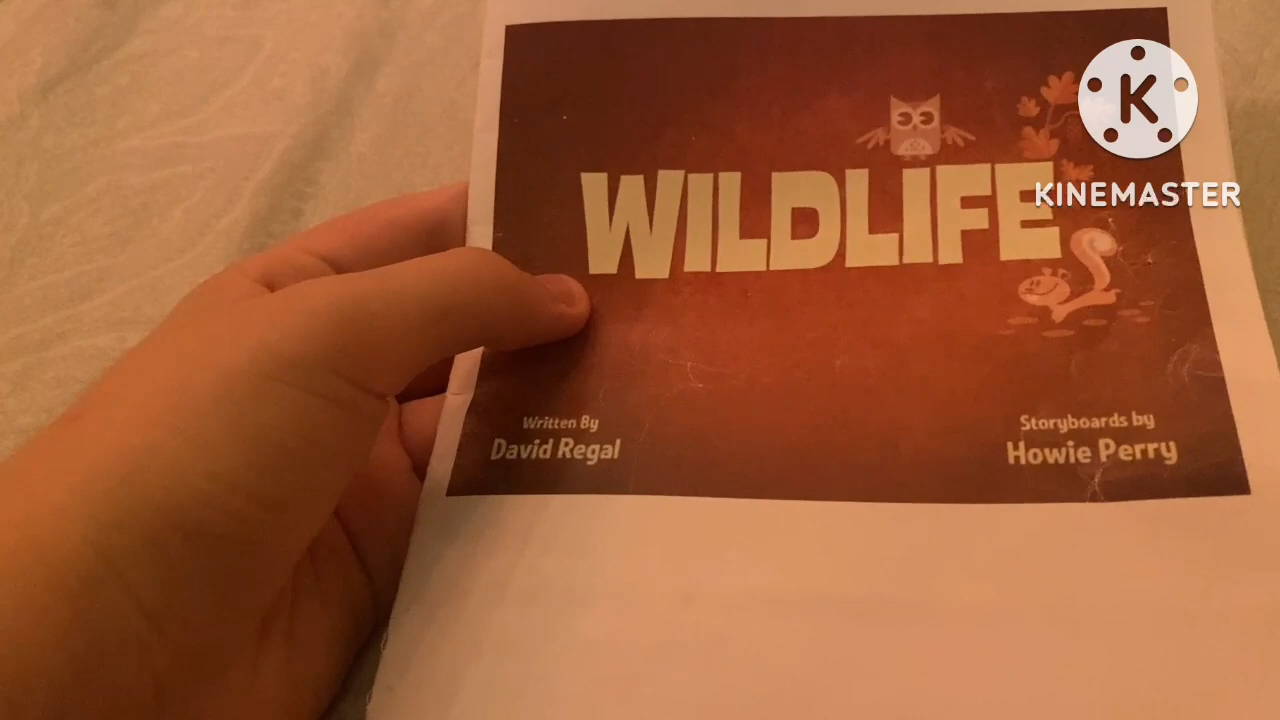 K
KINEMASTER
WILDLIFE
Written By
David Regal
Storyboards by
Howie Perry